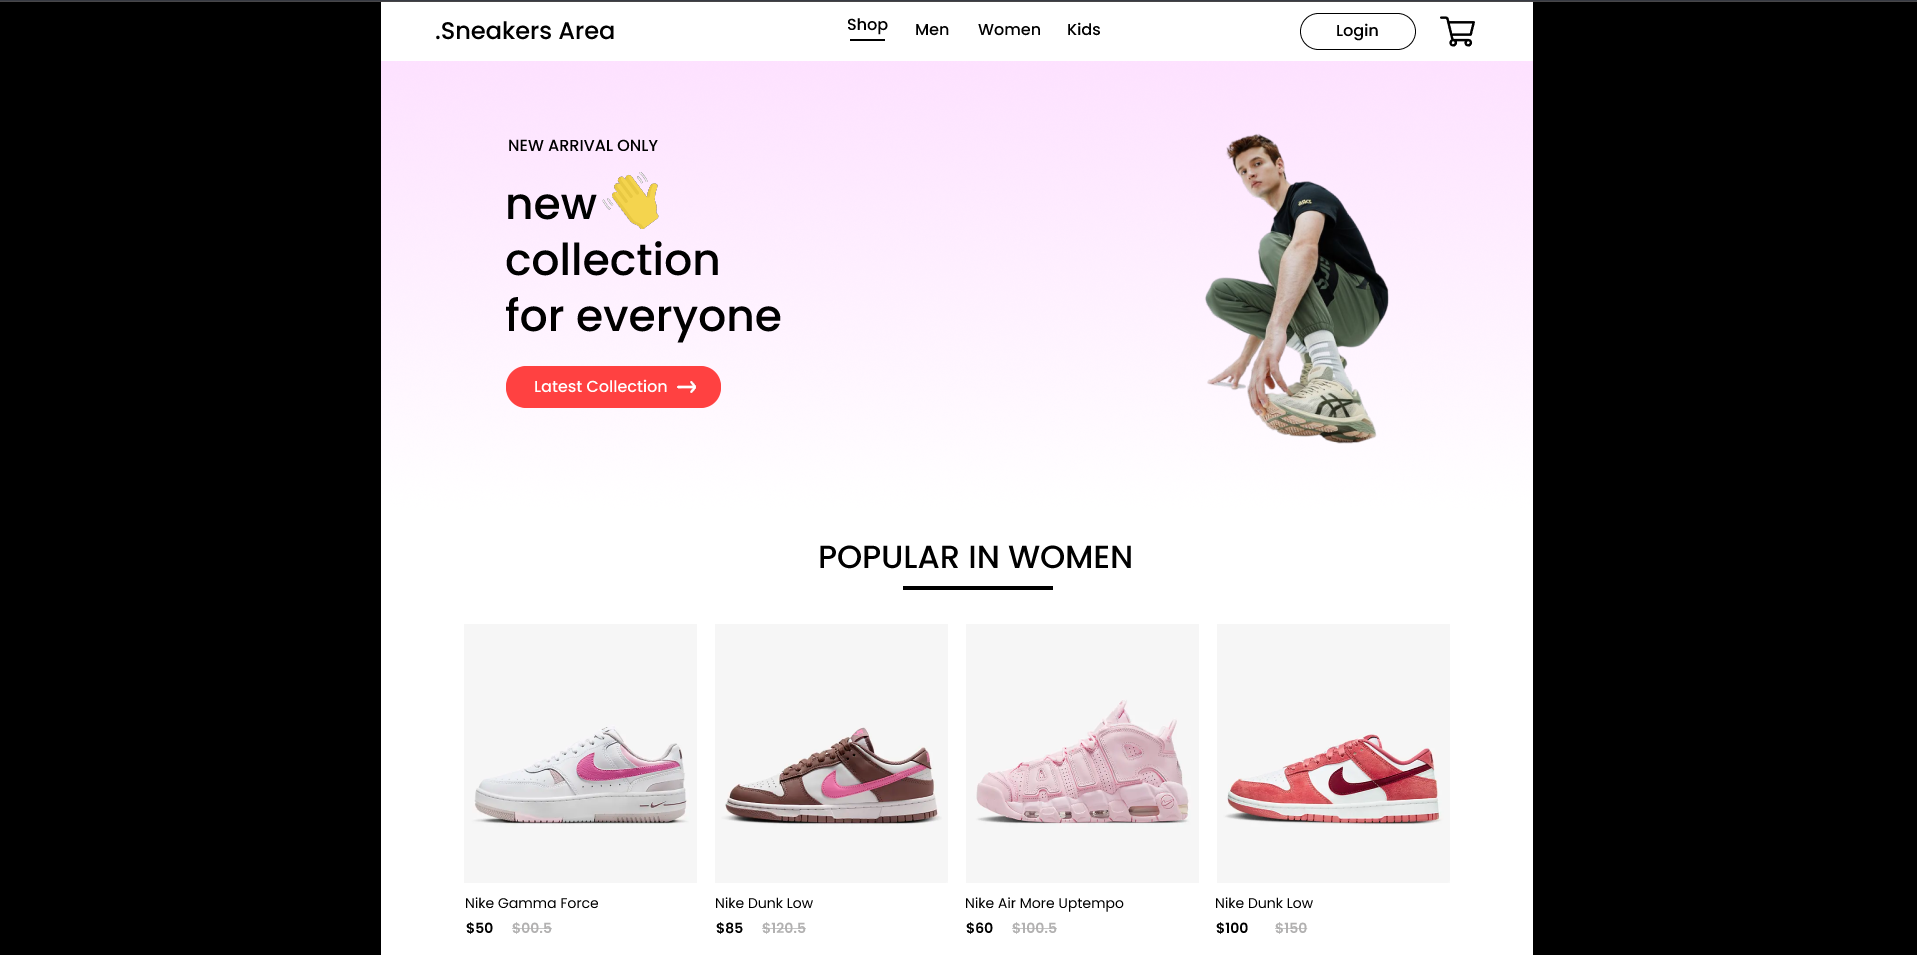 .Sneakers Area
Shop Men Women Kids
Login
NEW ARRIVAL ONLY
new
collection
for everyone
Latest Collection
POPULAR IN WOMEN
Nike Gamma Force
$50 $00.5
Nike Dunk Low
$85 $120.5
Nike Air More Uptempo
$60 $100.5
Nike Dunk Low
$100 $150